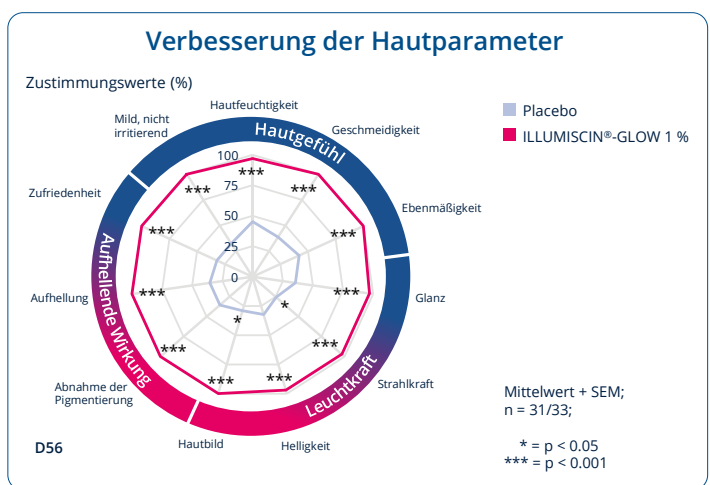 Verbesserung der Hautparameter
Zustimmungswerte (%)
Placebo
ILLUMISCIN®-GLOW 1 %
Hautfeuchtigkeit
Mild, nicht
irritierend
Geschmeidigkeit
Hautgefühl
Zufriedenheit
Ebenmäßigkeit
100
75
50
25
0
***
***
***
***
***
***
***
***
***
***
***
*
*
Aufhellung
Glanz
Aufhellende Wirkung
Leuchtkraft
Abnahme der
Pigmentierung
Strahlkraft
Hautbild
Helligkeit
Mittelwert + SEM;
n = 31/33;
* = p < 0.05
*** = p < 0.001
D56